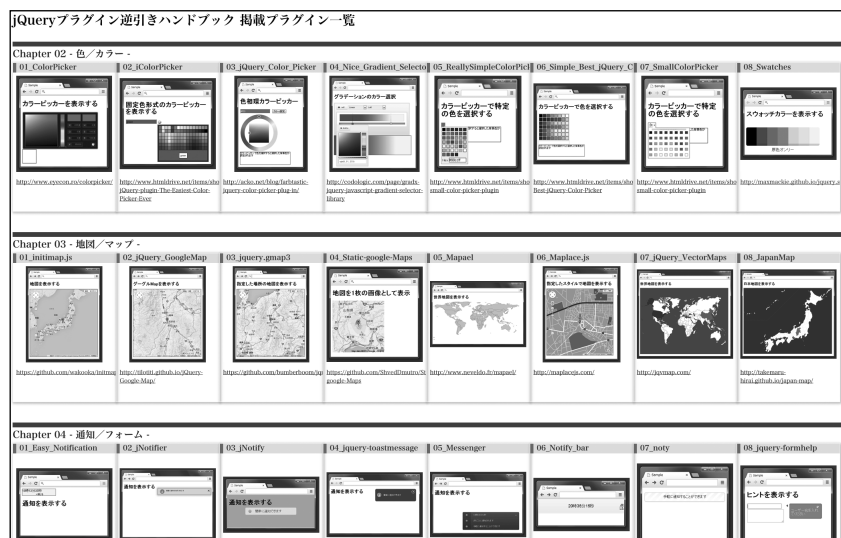 jQueryプラグイン逆引きハンドブック 掲載プラグイン一覧
Chapter 02 - 色／カラー -
01_ColorPicker
02_iColorPicker
03_jQuery_Color_Picker
04_Nice_Gradient_Selecto
05_ReallySimpleColorPicl
06_Simple_Best_jQuery_C
07_SmallColorPicker
08_Swatches
カラーピッカーを表示する
固定色形式のカラーピッカー
を表示する
色相環カラーピッカー
グラデーションのカラー選択
カラーピッカーで特定
の色を選択する
カラーピッカーで色を選択する
カラーピッカーで特定
の色を選択する
スウォッチカラーを表示する
http://www.eyecon.ro/colorpicker/
http://www.htmldrive.net/items/sho
jQuery-plugin-The-Easiest-Color-
Picker-Ever
http://acko.net/blog/farbtastic-
jquery-color-picker-plug-in/
http://codologic.com/page/gradx-
jquery-javascript-gradient-selector-
library
http://www.htmldrive.net/items/sho
small-color-picker-plugin
http://www.htmldrive.net/items/sho
Best-jQuery-Color-Picker
http://www.htmldrive.net/items/sho
small-color-picker-plugin
http://maxmackie.github.io/jquery.s
Chapter 03 - 地図／マップ -
01_initimap.js
02_jQuery_GoogleMap
03_jquery.gmap3
04_Static-google-Maps
05_Mapael
06_Maplace.js
07_jQuery_VectorMaps
08_JapanMap
地図を表示する
グーグルMapを表示する
指定した場所の地図を表示する
地図を1枚の画像として表示
世界地図を表示する
指定したスタイルで地図を表示する
世界地図を表示する
日本地図を表示する
https://github.com/wakooka/initmap
http://tilotiti.github.io/jQuery-
Google-Map/
https://github.com/bumberboom/jqu
https://github.com/ShvedDmutro/St
google-Maps
http://www.neveldo.fr/mapael/
http://maplacejs.com/
http://jqvmap.com/
http://takemaru-
hirai.github.io/japan-map/
Chapter 04 - 通知／フォーム -
01_Easy_Notification
02_jNotifier
03_jNotify
04_jquery-toastmessage
05_Messenger
06_Notify_bar
07_noty
08_jquery-formhelp
通知を表示する
通知を表示する
通知を表示する
通知を表示する
通知を表示する
手軽に通知することができます
ヒントを表示する